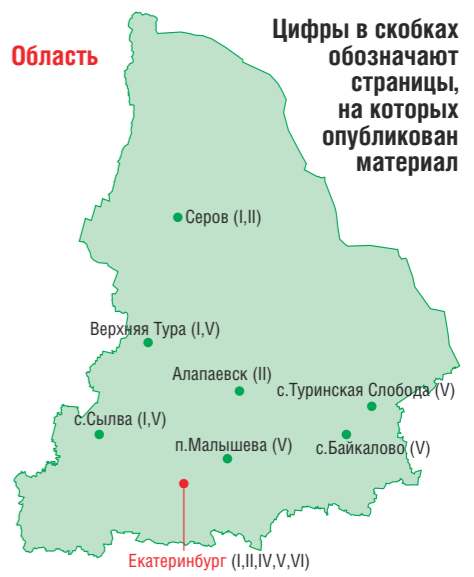 Область
Цифры в скобках
обозначают
страницы,
на которых
опубликован
материал
Серов (I,II)
Верхняя Тура (I,V)
Алапаевск (II)
с.Туринская Слобода (V)
с.Сылва (I,V)
п.Малышева (V)
с.Байкалово (V)
Екатеринбург (I,II,IV,V,VI)